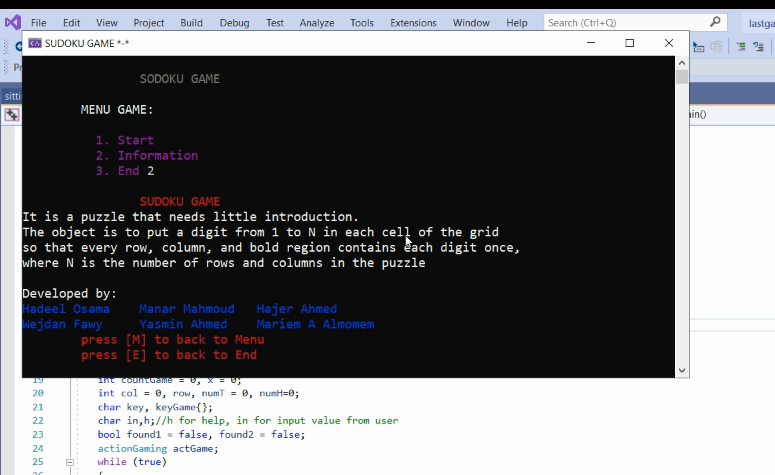 File Edit View Project Build Debug Test Analyze Tools Extensions Window Help Search (Ctrl+Q)
SUDOKU GAME *-*
SUDOKU GAME
MENU GAME:
1. Start
2. Information
3. End 2
SUDOKU GAME
It is a puzzle that needs little introduction.
The object is to put a digit from 1 to N in each cell of the grid
so that every row, column, and bold region contains each digit once,
where N is the number of rows and columns in the puzzle
Developed by:
Hadeel Osama Manar Mahmoud Hajer Ahmed
Wejdan Fawy Yasmin Ahmed Mariem A Almomem
press [M] to back to Menu
press [E] to back to End
19 int countGame = 0, x = 0;
20 int col = 0, row, numT = 0, numH=0;
21 char key, keyGame{};
22 char in,h;//h for help, in for input value from user
23 bool found1 = false, found2 = false;
24 actionGaming actGame;
25 while (true)